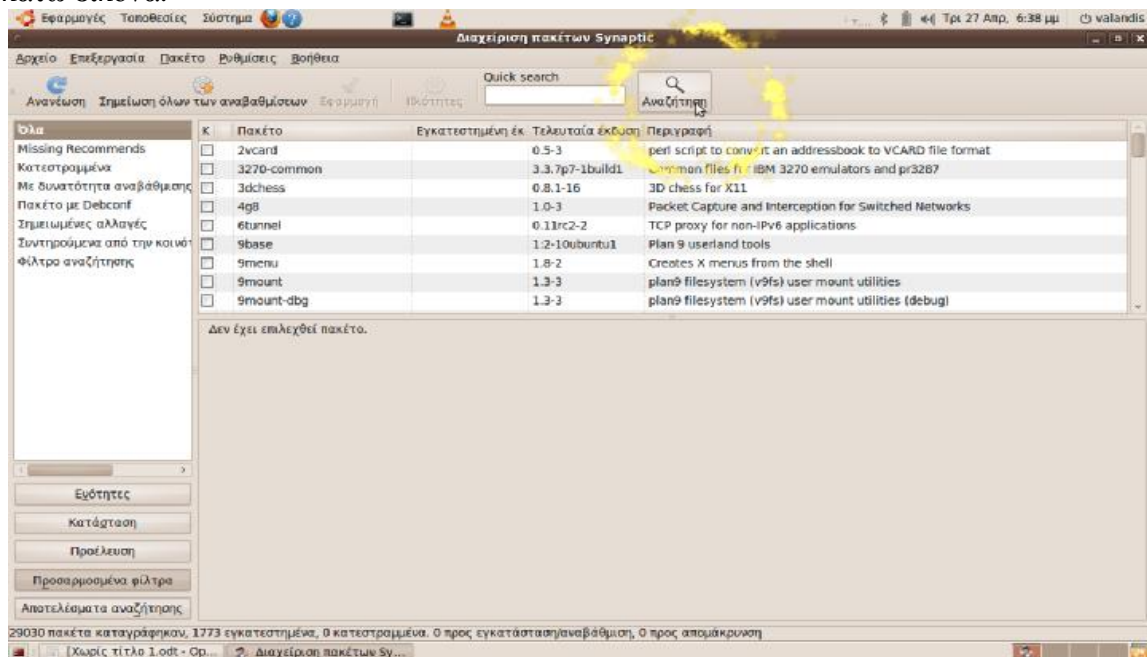 Εφαρμογές Τοποθεσίες Σύστημα Τρι 27 Απρ, 6:38 μμ valandis
Διαχείριση πακέτων Synaptic
Αρχείο Επεξεργασία Πακέτο Ρυθμίσεις Βοήθεια
Quick search
Ανανέωση Σημείωση όλων των αναβαθμίσεων Εφαρμογή Ιδιότητες Αναζήτηση
Όλα
Missing Recommends
Κατεστραμμένα
Με δυνατότητα αναβάθμισης
Πακέτο με Debconf
Σημειωμένες αλλαγές
Συντηρούμενα από την κοινότ
Φίλτρο αναζήτησης
Κ Πακέτο Εγκατεστημένη έκ Τελευταία έκδοση Περιγραφή
2vcard 0.5-3 perl script to convert an addressbook to VCARD file format
3270-common 3.3.7p7-1build1 Common files for IBM 3270 emulators and pr3287
3dchess 0.8.1-16 3D chess for X11
4g8 1.0-3 Packet Capture and Interception for Switched Networks
6tunnel 0.11rc2-2 TCP proxy for non-IPv6 applications
9base 1:2-10ubuntu1 Plan 9 userland tools
9menu 1.8-2 Creates X menus from the shell
9mount 1.3-3 plan9 filesystem (v9fs) user mount utilities
9mount-dbg 1.3-3 plan9 filesystem (v9fs) user mount utilities (debug)
Δεν έχει επιλεχθεί πακέτο.
Ενότητες
Κατάσταση
Προέλευση
Προσαρμοσμένα φίλτρα
Αποτελέσματα αναζήτησης
29030 πακέτα καταγράφηκαν, 1773 εγκατεστημένα, 0 κατεστραμμένα. 0 προς εγκατάσταση/αναβάθμιση, 0 προς απομάκρυνση
[Χωρίς τίτλο 1.odt - Op... Διαχείριση πακέτων Sy...